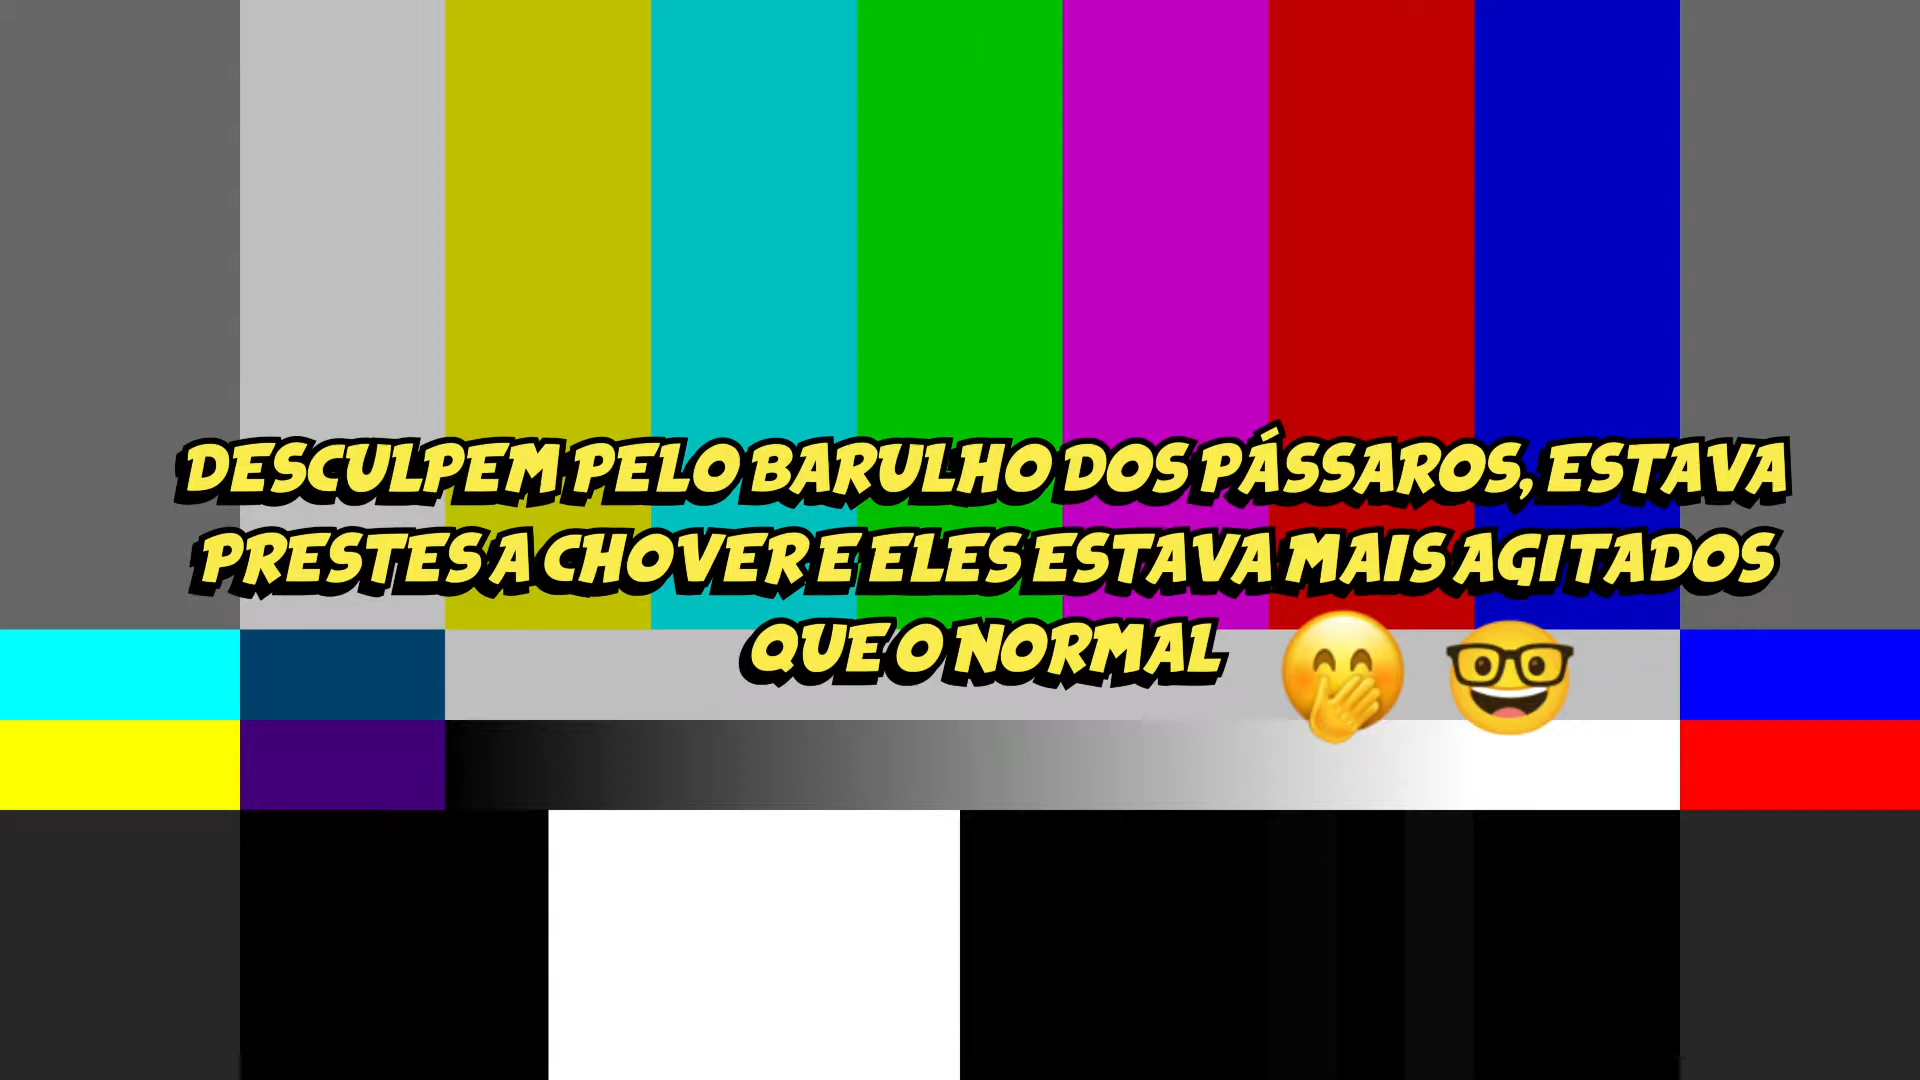 DESCULPEM PELO BARULHO DOS PÁSSAROS, ESTAVA
PRESTES A CHOVER E ELES ESTAVA MAIS AGITADOS
QUE O NORMAL 🤭 🤓